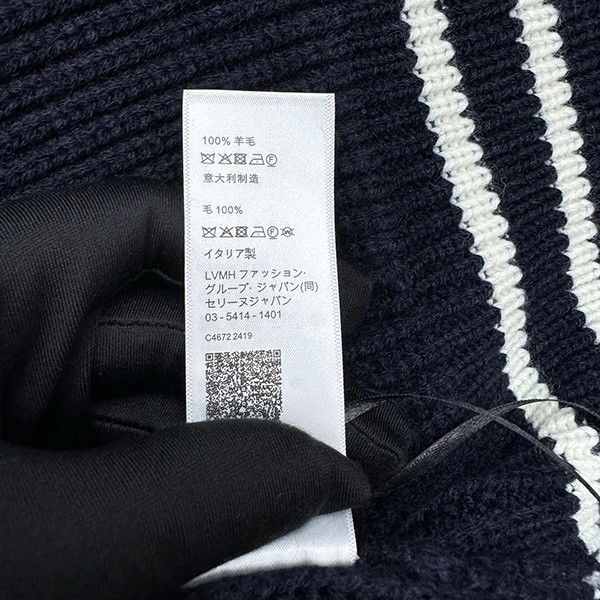 100% 羊毛
意大利制造
毛 100%
イタリア製
LVMH ファッション・
グループ・ジャパン(同)
セリーヌジャパン
03 - 5414 - 1401
C4672 2419